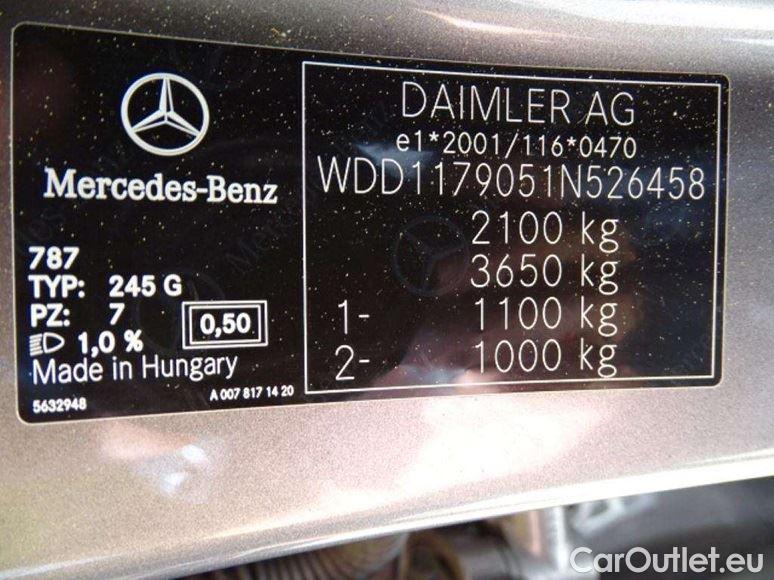 Mercedes-Benz
787
TYP: 245 G
PZ: 7
1,0 %
0,50
Made in Hungary
5632948
A 007 817 14 20
DAIMLER AG
e1*2001/116*0470
WDD1179051N526458
2100 kg
3650 kg
1- 1100 kg
2- 1000 kg
CarOutlet.eu